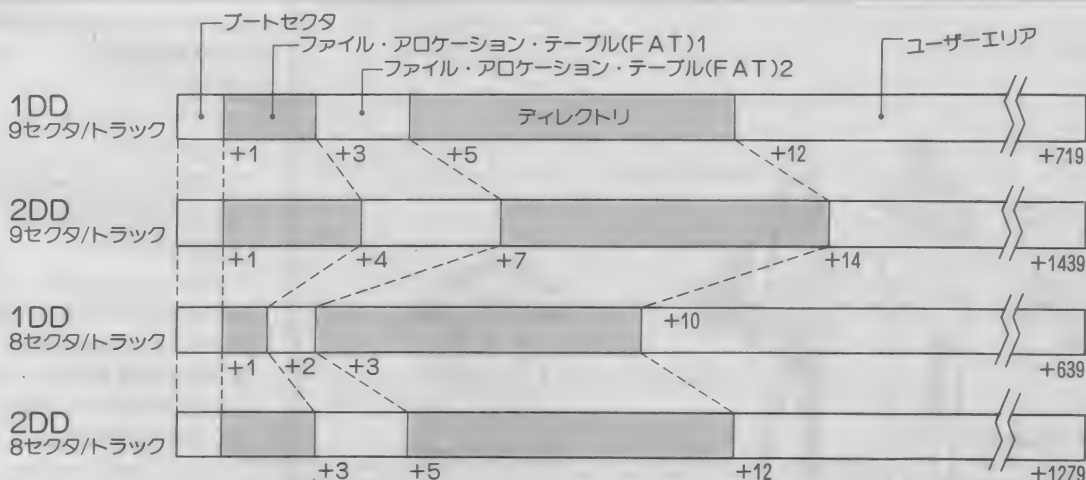 ブートセクタ
ファイル・アロケーション・テーブル(FAT)1
ファイル・アロケーション・テーブル(FAT)2
ユーザーエリア
1DD
9セクタ/トラック
ディレクトリ
+1 +3 +5 +12 +719
2DD
9セクタ/トラック
+1 +4 +7 +14 +1439
1DD
8セクタ/トラック
+10
+1 +2 +3 +639
2DD
8セクタ/トラック
+3 +5 +12 +1279